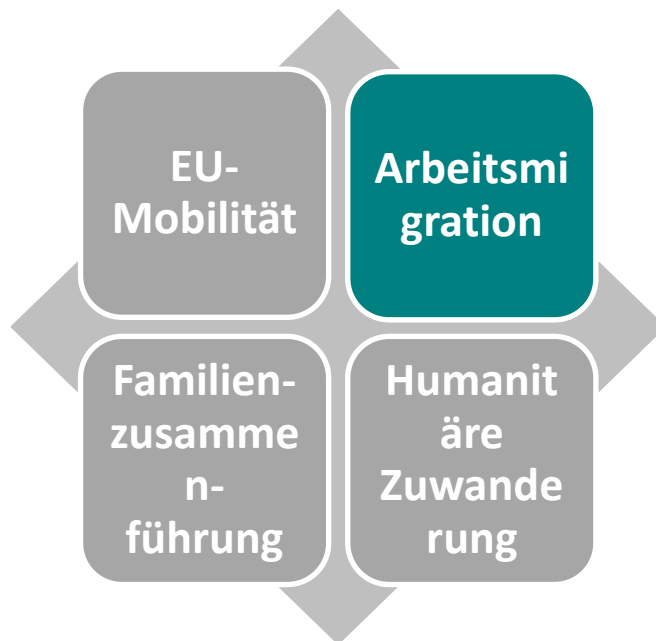 EU-
Mobilität
Arbeitsmi
gration
Familien-
zusamme
n-
führung
Humanit
äre
Zuwande
rung